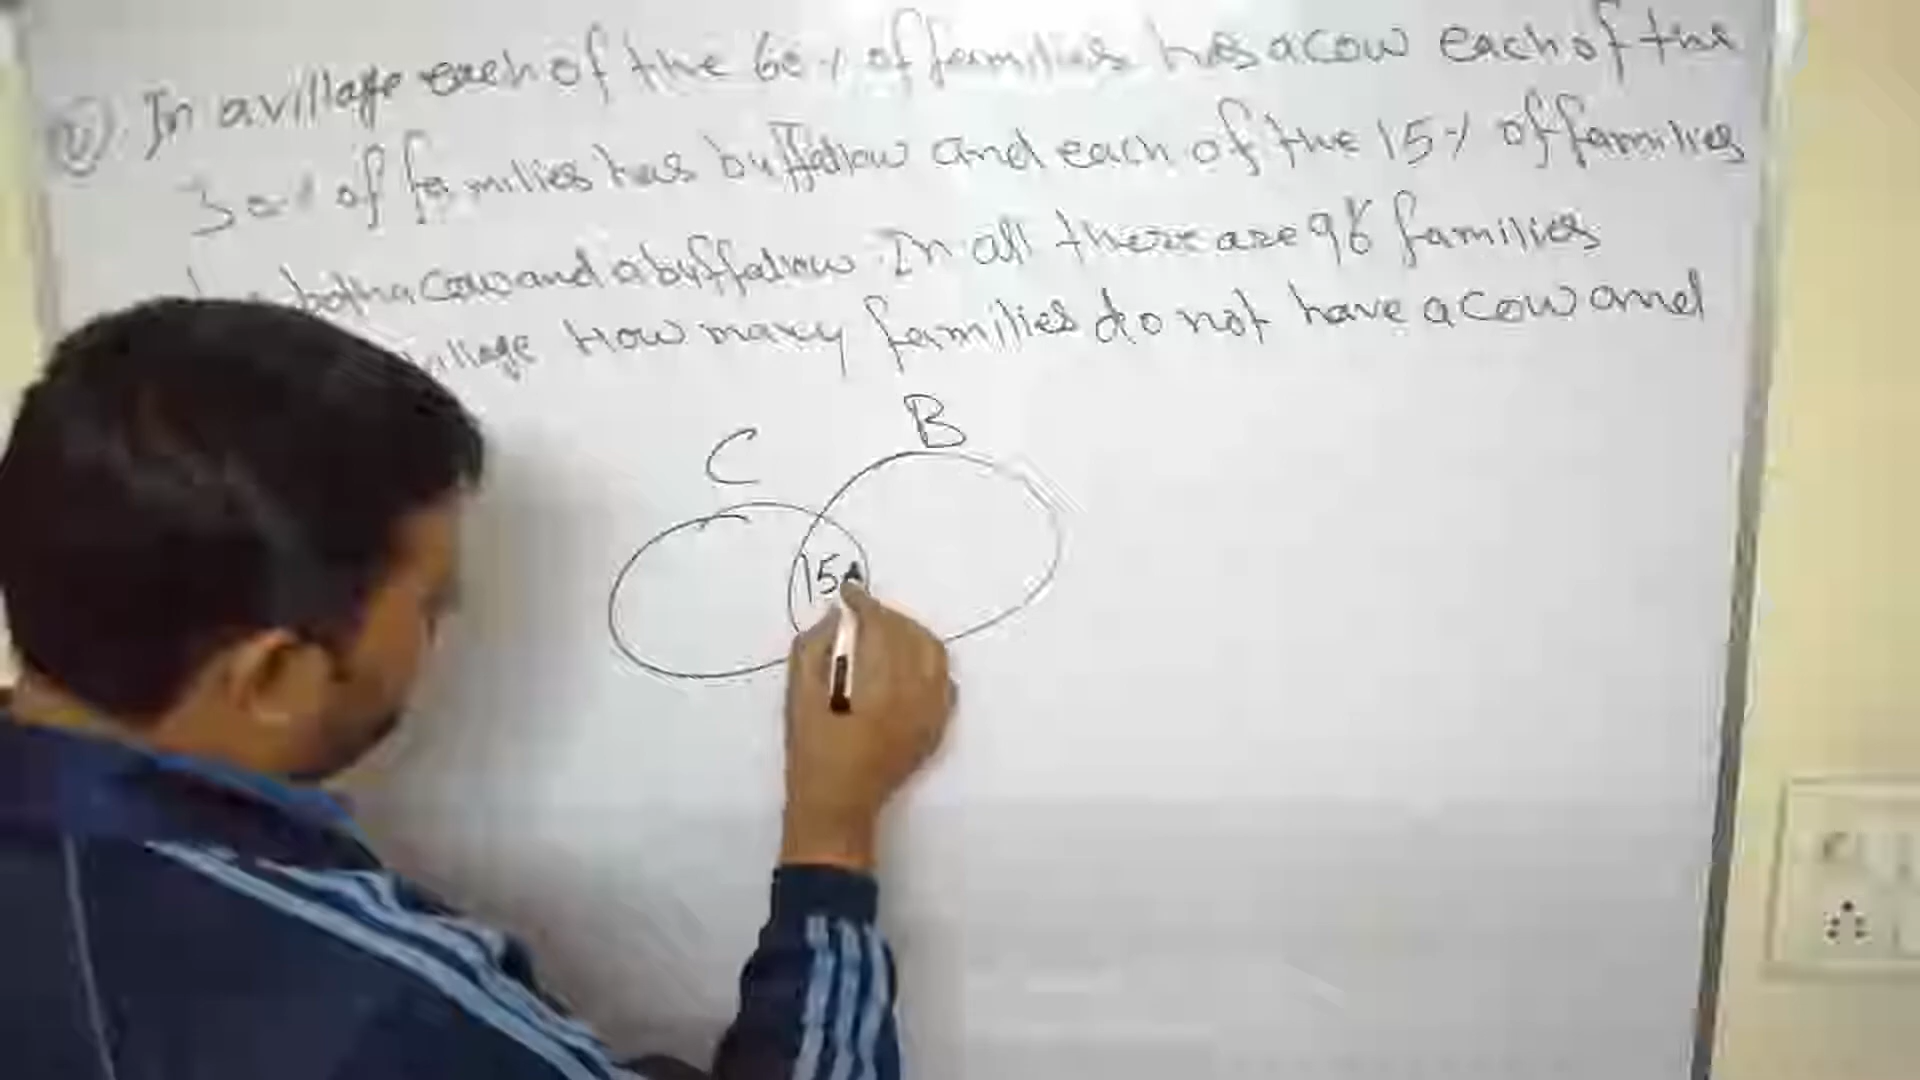 In a village each of the 60% of families has a cow each of the
30% of families has buffallow and each of the 15% of families
both a cow and a buffallow. In all there are 96 families
village How many families do not have a cow and
C
B
15